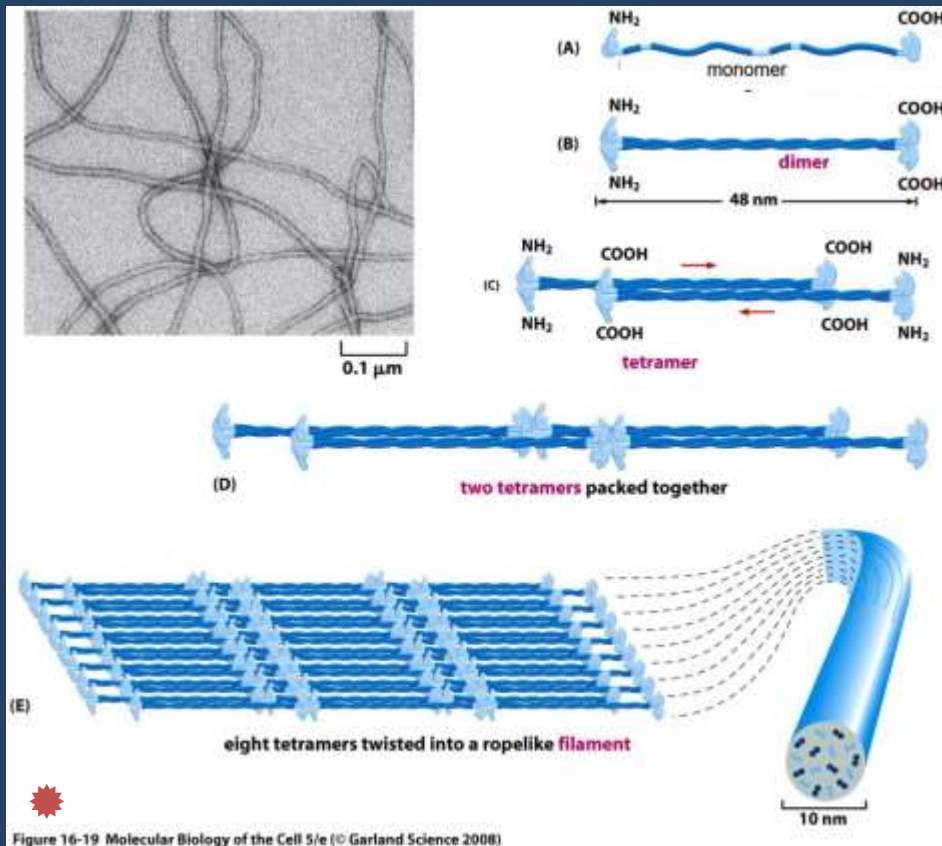 0.1 μm
NH2
COOH
(A)
monomer
NH2
COOH
(B)
dimer
NH2
COOH
48 nm
NH2
COOH
COOH
NH2
(C)
NH2
COOH
COOH
NH2
tetramer
(D)
two tetramers packed together
(E)
eight tetramers twisted into a ropelike filament
10 nm
Figure 16-19 Molecular Biology of the Cell 5/e (© Garland Science 2008)